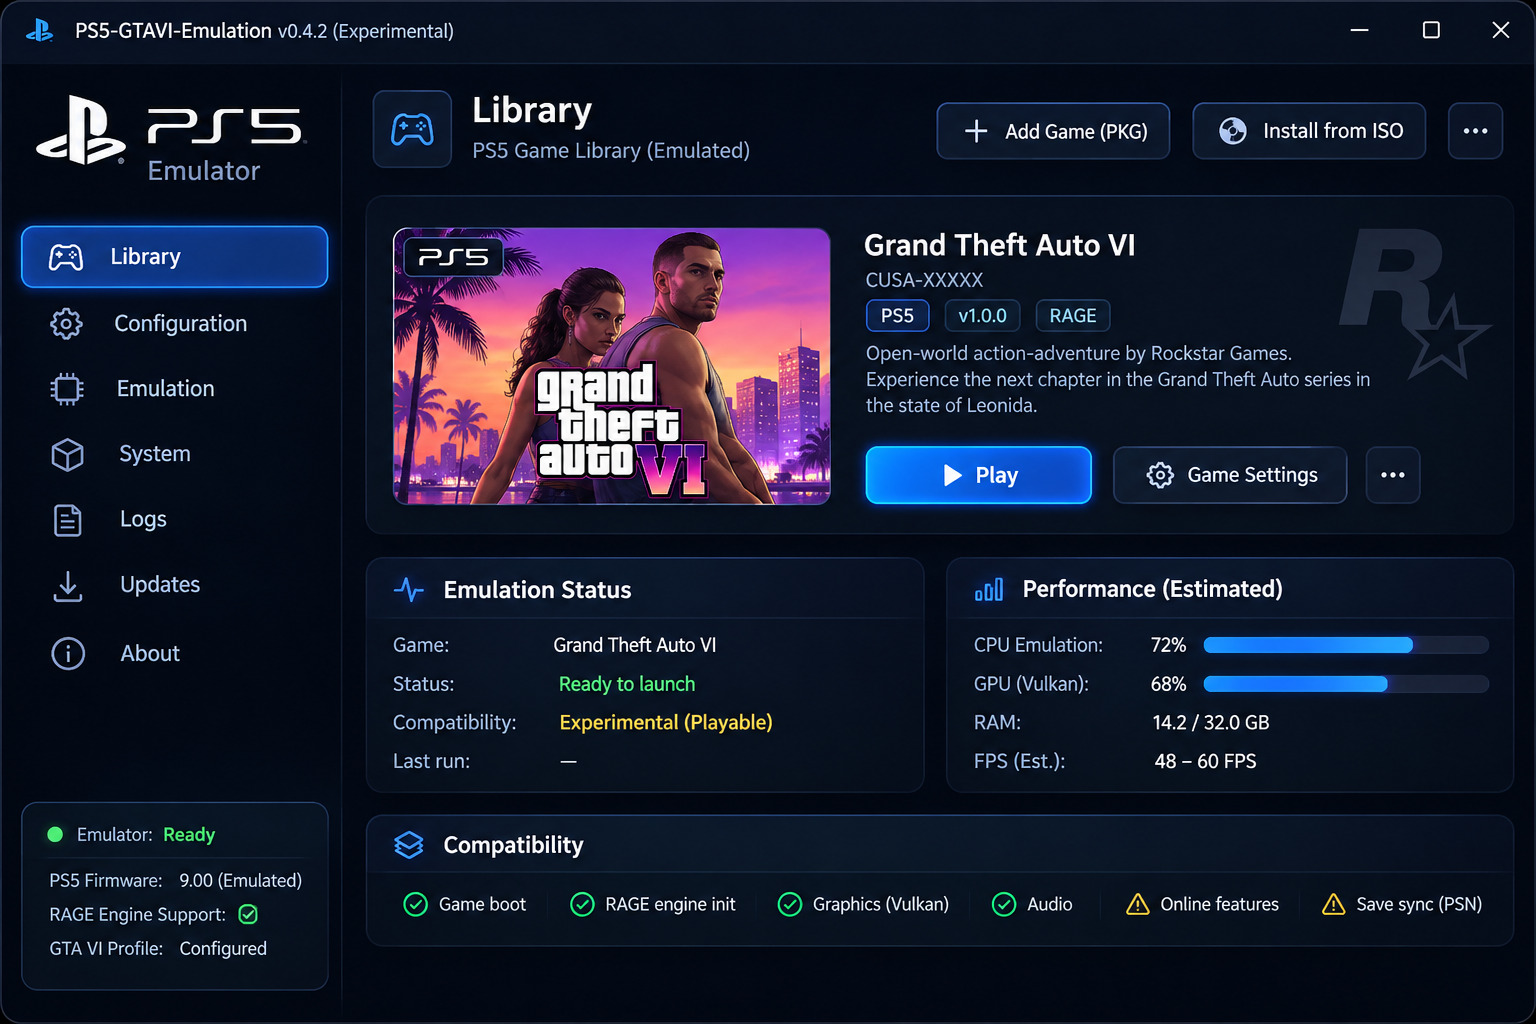 PS5-GTAVI-Emulation v0.4.2 (Experimental)
PS5
Emulator
Library
Configuration
Emulation
System
Logs
Updates
About
Emulator: Ready
PS5 Firmware: 9.00 (Emulated)
RAGE Engine Support:
GTA VI Profile: Configured
Library
PS5 Game Library (Emulated)
Add Game (PKG)
Install from ISO
PS5
grand
theft
auto VI
Grand Theft Auto VI
CUSA-XXXXX
PS5 v1.0.0 RAGE
Open-world action-adventure by Rockstar Games.
Experience the next chapter in the Grand Theft Auto series in
the state of Leonida.
R
Play
Game Settings
Emulation Status
Game: Grand Theft Auto VI
Status: Ready to launch
Compatibility: Experimental (Playable)
Last run: —
Performance (Estimated)
CPU Emulation: 72%
GPU (Vulkan): 68%
RAM: 14.2 / 32.0 GB
FPS (Est.): 48 – 60 FPS
Compatibility
Game boot
RAGE engine init
Graphics (Vulkan)
Audio
Online features
Save sync (PSN)